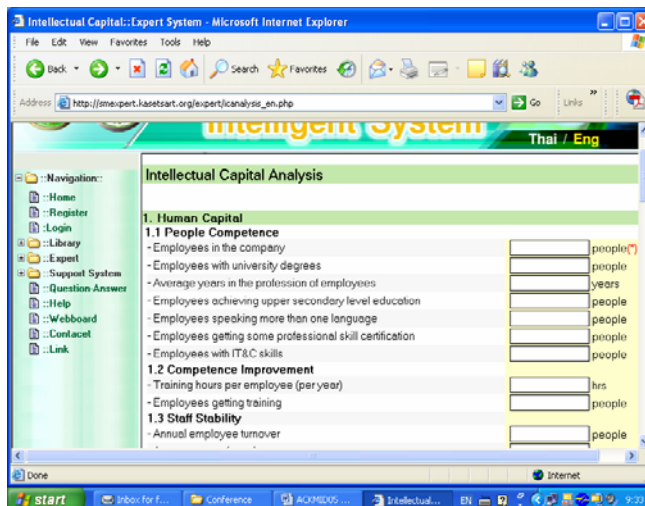 Intellectual Capital::Expert System - Microsoft Internet Explorer
File Edit View Favorites Tools Help
Back Search Favorites
Address http://smexpert.kasetsart.org/expert/icanalysis_en.php Go Links
Intelligent System
Thai / Eng
::Navigation::
::Home
::Register
:Login
::Library
::Expert
::Support System
::Question-Answer
::Help
::Webboard
::Contacet
::Link
Intellectual Capital Analysis
1. Human Capital
1.1 People Competence
- Employees in the company people(*)
- Employees with university degrees people
- Average years in the profession of employees years
- Employees achieving upper secondary level education people
- Employees speaking more than one language people
- Employees getting some professional skill certification people
- Employees with IT&C skills people
1.2 Competence Improvement
- Training hours per employee (per year) hrs
- Employees getting training people
1.3 Staff Stability
- Annual employee turnover people
Done Internet
start Inbox for f... Conference ACKMIDS05 ... Intellectual... EN 9:33